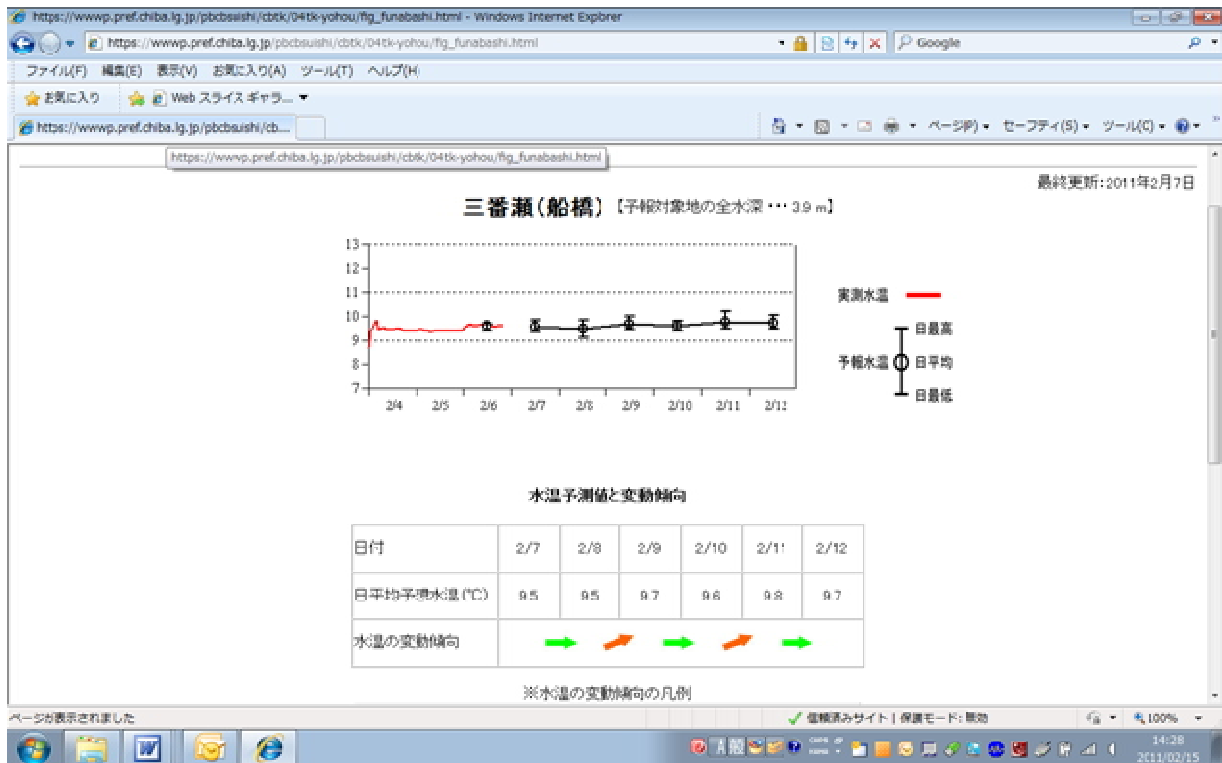 https://wwwp.pref.chiba.lg.jp/pbcbsuishi/cbtk/04tk-yohou/fig_funabashi.html - Windows Internet Explorer
https://wwwp.pref.chiba.lg.jp/pbcbsuishi/cbtk/04tk-yohou/fig_funabashi.html
Google
ファイル(F) 編集(E) 表示(V) お気に入り(A) ツール(T) ヘルプ(H)
お気に入り Web スライス ギャラ...
https://wwwp.pref.chiba.lg.jp/pbcbsuishi/cb....
ページ(P) セーフティ(S) ツール(O)
https://wwwp.pref.chiba.lg.jp/pbcbsuishi/cbtk/04tk-yohou/fig_funabashi.html
最終更新:2011年2月7日
三番瀬(船橋)【予報対象地の全水深・・・3.9 m】
13
12
11
10
9
8
7
2/4 2/5 2/6 2/7 2/8 2/9 2/10 2/11 2/12
実測水温
予報水温
日最高
日平均
日最低
水温予測値と変動傾向
日付 2/7 2/8 2/9 2/10 2/11 2/12
日平均予測水温(℃) 9.5 9.5 9.7 9.6 9.8 9.7
水温の変動傾向
※水温の変動傾向の凡例
ページが表示されました
信頼済みサイト | 保護モード: 無効
100%
A 般
CAPS
KANA
14:28
2011/02/15